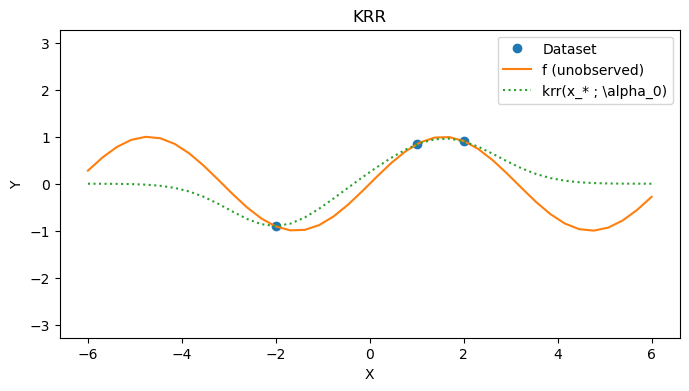 KRR
Dataset
f (unobserved)
krr(x_* ; \alpha_0)
Y
3
2
1
0
−1
−2
−3
−6
−4
−2
0
2
4
6
X